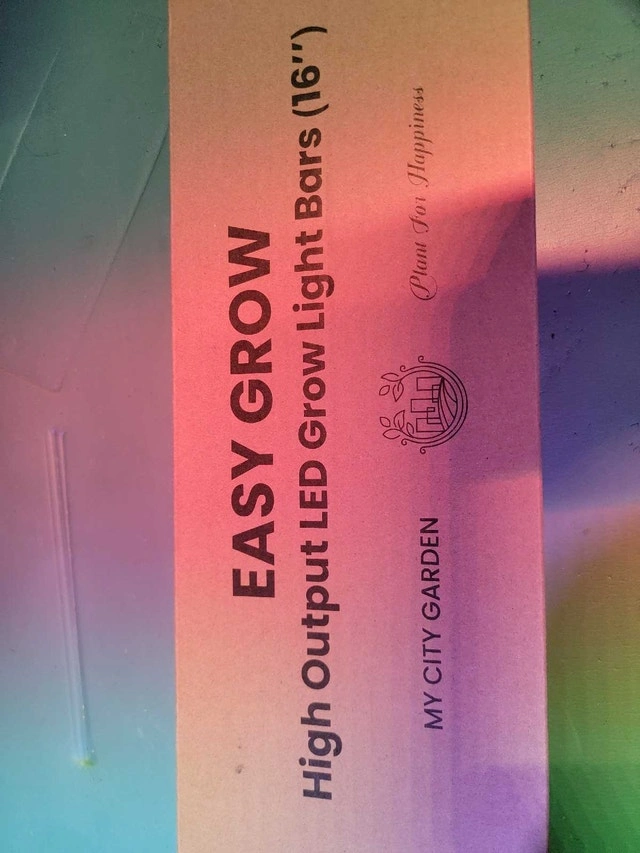 EASY GROW
High Output LED Grow Light Bars (16'')
MY CITY GARDEN
Plant For Happiness